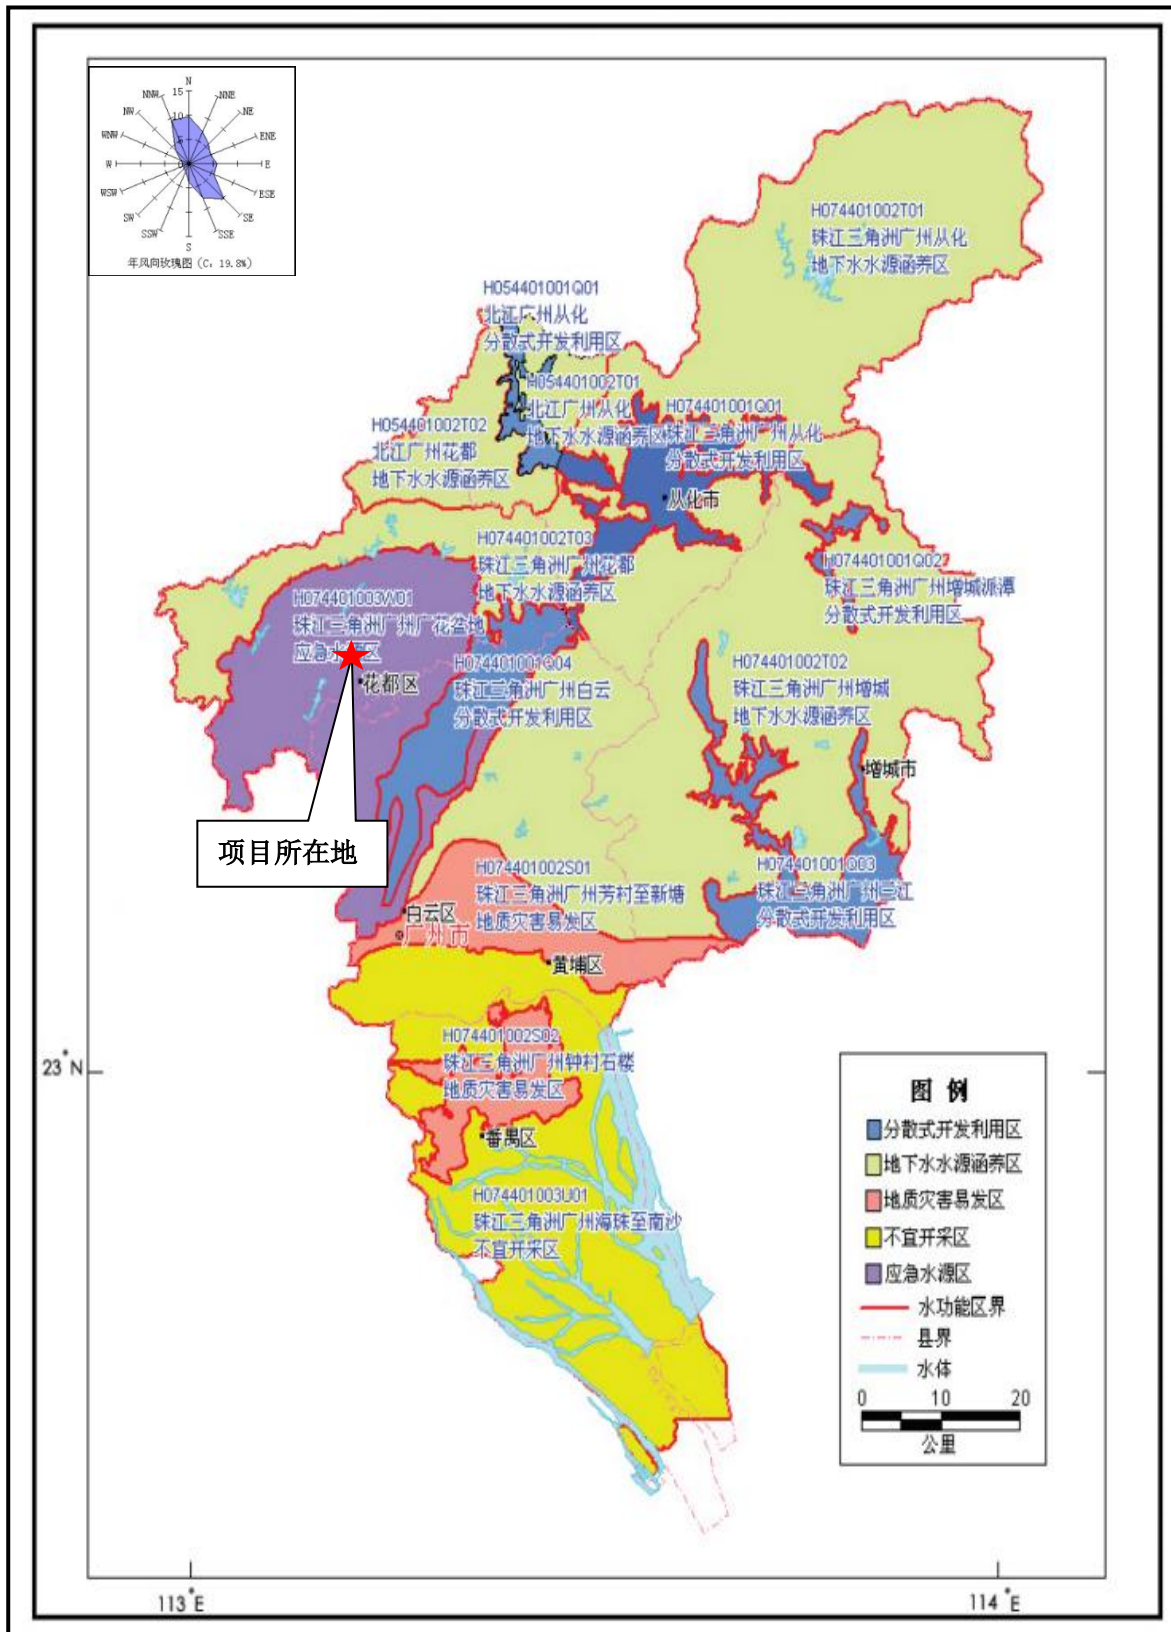 N
NNE
NE
ENE
E
ESE
SE
SSE
S
SSW
SW
WSW
W
WNW
NW
NNW
15
10
5
0
年风向玫瑰图 (C, 19.8%)
H074401002T01
珠江三角洲广州从化
地下水水源涵养区
H054401001Q01
北江广州从化
分散式开发利用区
H054401002T01
北江广州从化
地下水水源涵养区
H074401001Q01
珠江三角洲广州从化
分散式开发利用区
H054401002T02
北江广州花都
地下水水源涵养区
从化市
H074401002T03
珠江三角洲广州花都
地下水水源涵养区
H074401001Q02
珠江三角洲广州增城派潭
分散式开发利用区
H074401003W01
珠江三角洲广州广花盆地
应急水源区
花都区
H074401001Q04
珠江三角洲广州白云
分散式开发利用区
H074401002T02
珠江三角洲广州增城
地下水水源涵养区
增城市
项目所在地
H074401002S01
珠江三角洲广州芳村至新塘
地质灾害易发区
H074401001Q03
珠江三角洲广州三江
分散式开发利用区
白云区
广州市
黄埔区
H074401002S02
珠江三角洲广州钟村石楼
地质灾害易发区
番禺区
H074401003U01
珠江三角洲广州海珠至南沙
不宜开采区
23°N
图 例
分散式开发利用区
地下水水源涵养区
地质灾害易发区
不宜开采区
应急水源区
水功能区界
县界
水体
0 10 20
公里
113°E
114°E